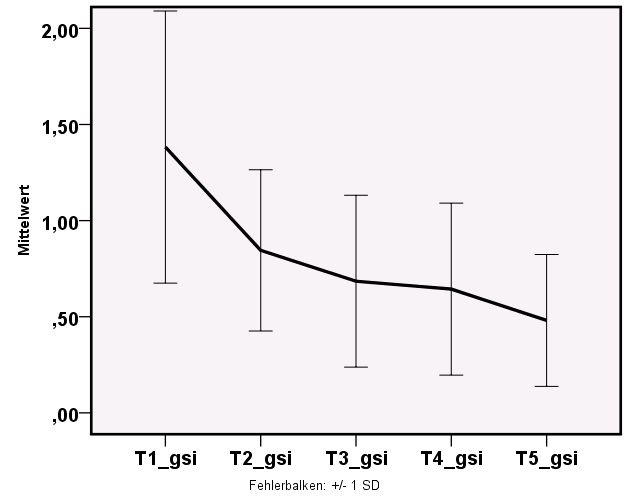 2,00
1,50
1,00
,50
,00
Mittelwert
T1_gsi T2_gsi T3_gsi T4_gsi T5_gsi
Fehlerbalken: +/- 1 SD